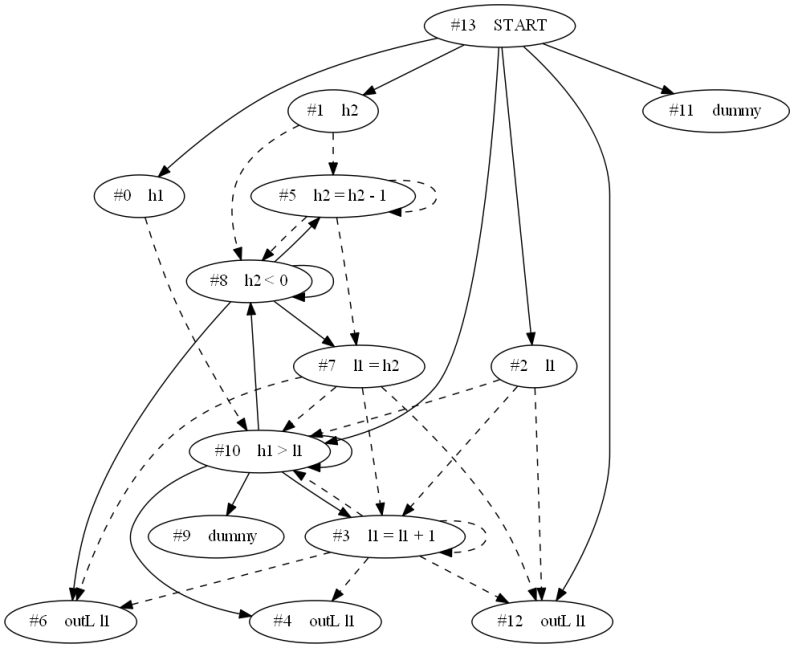 #13 START
#1 h2
#11 dummy
#0 h1
#5 h2 = h2 - 1
#8 h2 < 0
#7 l1 = h2
#2 l1
#10 h1 > l1
#9 dummy
#3 l1 = l1 + 1
#6 outL l1
#4 outL l1
#12 outL l1